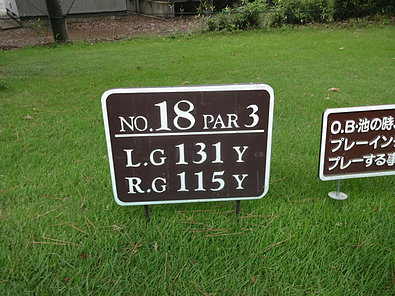 NO.18 PAR 3
L.G 131 Y
R.G 115 Y
O.B・池の時、
プレーイン
プレーする事